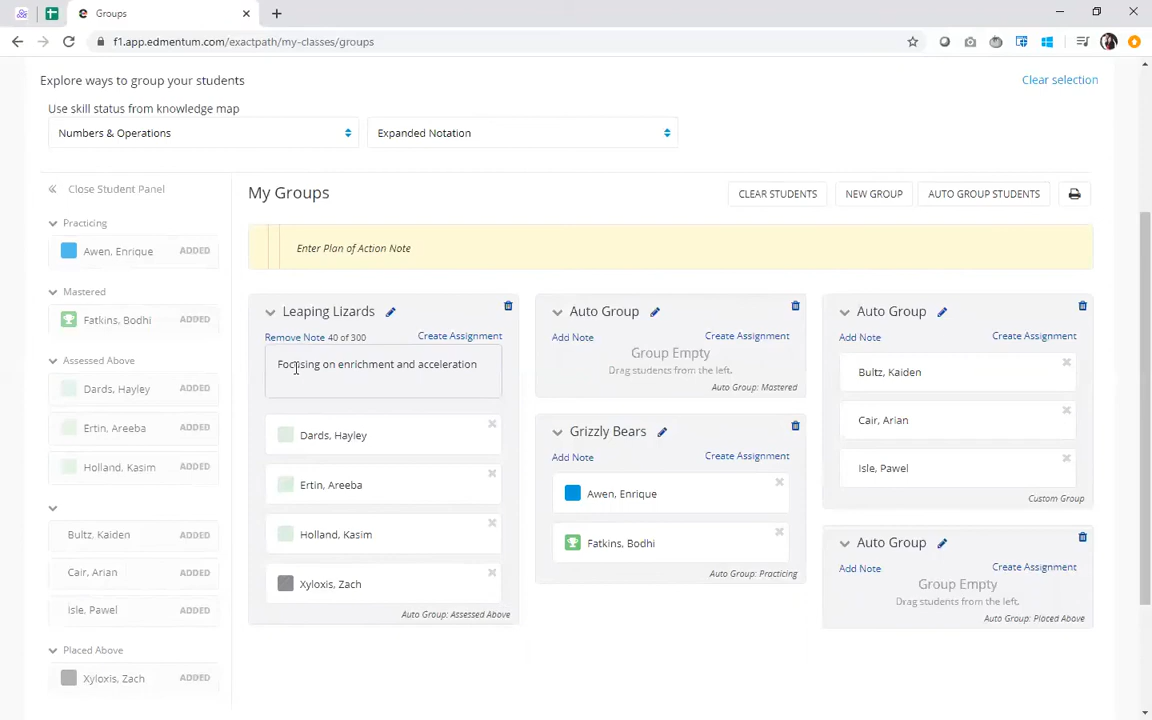 Groups
f1.app.edmentum.com/exactpath/my-classes/groups
Explore ways to group your students
Clear selection
Use skill status from knowledge map
Numbers & Operations
Expanded Notation
Close Student Panel
My Groups
CLEAR STUDENTS
NEW GROUP
AUTO GROUP STUDENTS
Practicing
Awen, Enrique ADDED
Mastered
Fatkins, Bodhi ADDED
Assessed Above
Dards, Hayley ADDED
Ertin, Areeba ADDED
Holland, Kasim ADDED
Bultz, Kaiden ADDED
Cair, Arian ADDED
Isle, Pawel ADDED
Placed Above
Xyloxis, Zach ADDED
Enter Plan of Action Note
Leaping Lizards
Remove Note 40 of 300
Create Assignment
Focusing on enrichment and acceleration
Dards, Hayley
Ertin, Areeba
Holland, Kasim
Xyloxis, Zach
Auto Group: Assessed Above
Auto Group
Add Note
Create Assignment
Group Empty
Drag students from the left.
Auto Group: Mastered
Grizzly Bears
Add Note
Create Assignment
Awen, Enrique
Fatkins, Bodhi
Auto Group: Practicing
Auto Group
Add Note
Create Assignment
Bultz, Kaiden
Cair, Arian
Isle, Pawel
Custom Group
Auto Group
Add Note
Create Assignment
Group Empty
Drag students from the left.
Auto Group: Placed Above